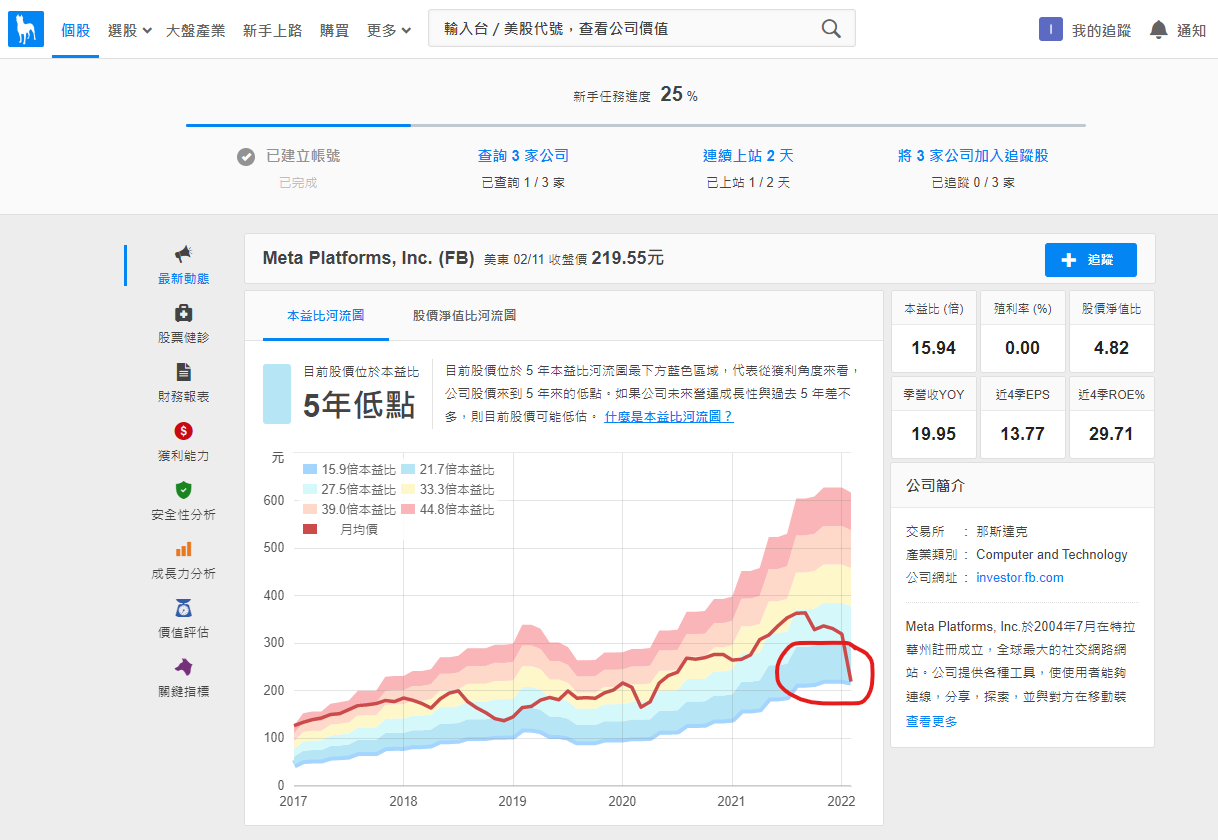 個股 選股 大盤產業 新手上路 購買 更多 輸入台 / 美股代號，查看公司價值 I 我的追蹤 通知
新手任務進度 25 %
已建立帳號
已完成
查詢 3 家公司
已查詢 1 / 3 家
連續上站 2 天
已上站 1 / 2 天
將 3 家公司加入追蹤股
已追蹤 0 / 3 家
最新動態
股票健診
財務報表
獲利能力
安全性分析
成長力分析
價值評估
關鍵指標
Meta Platforms, Inc. (FB) 美東 02/11 收盤價 219.55元
追蹤
本益比河流圖 股價淨值比河流圖
目前股價位於本益比
5年低點
目前股價位於 5 年本益比河流圖最下方藍色區域，代表從獲利角度來看，
公司股價來到 5 年來的低點。如果公司未來營運成長性與過去 5 年差不
多，則目前股價可能低估。 什麼是本益比河流圖？
元
15.9倍本益比 21.7倍本益比
27.5倍本益比 33.3倍本益比
39.0倍本益比 44.8倍本益比
月均價
600
500
400
300
200
100
0
2017 2018 2019 2020 2021 2022
本益比 (倍) 殖利率 (%) 股價淨值比
15.94 0.00 4.82
季營收YOY 近4季EPS 近4季ROE%
19.95 13.77 29.71
公司簡介
交易所 : 那斯達克
產業類別 : Computer and Technology
公司網址 : investor.fb.com
Meta Platforms, Inc.於2004年7月在特拉
華州註冊成立，全球最大的社交網路網
站。公司提供各種工具，使使用者能夠
連線，分享，探索，並與對方在移動裝
查看更多